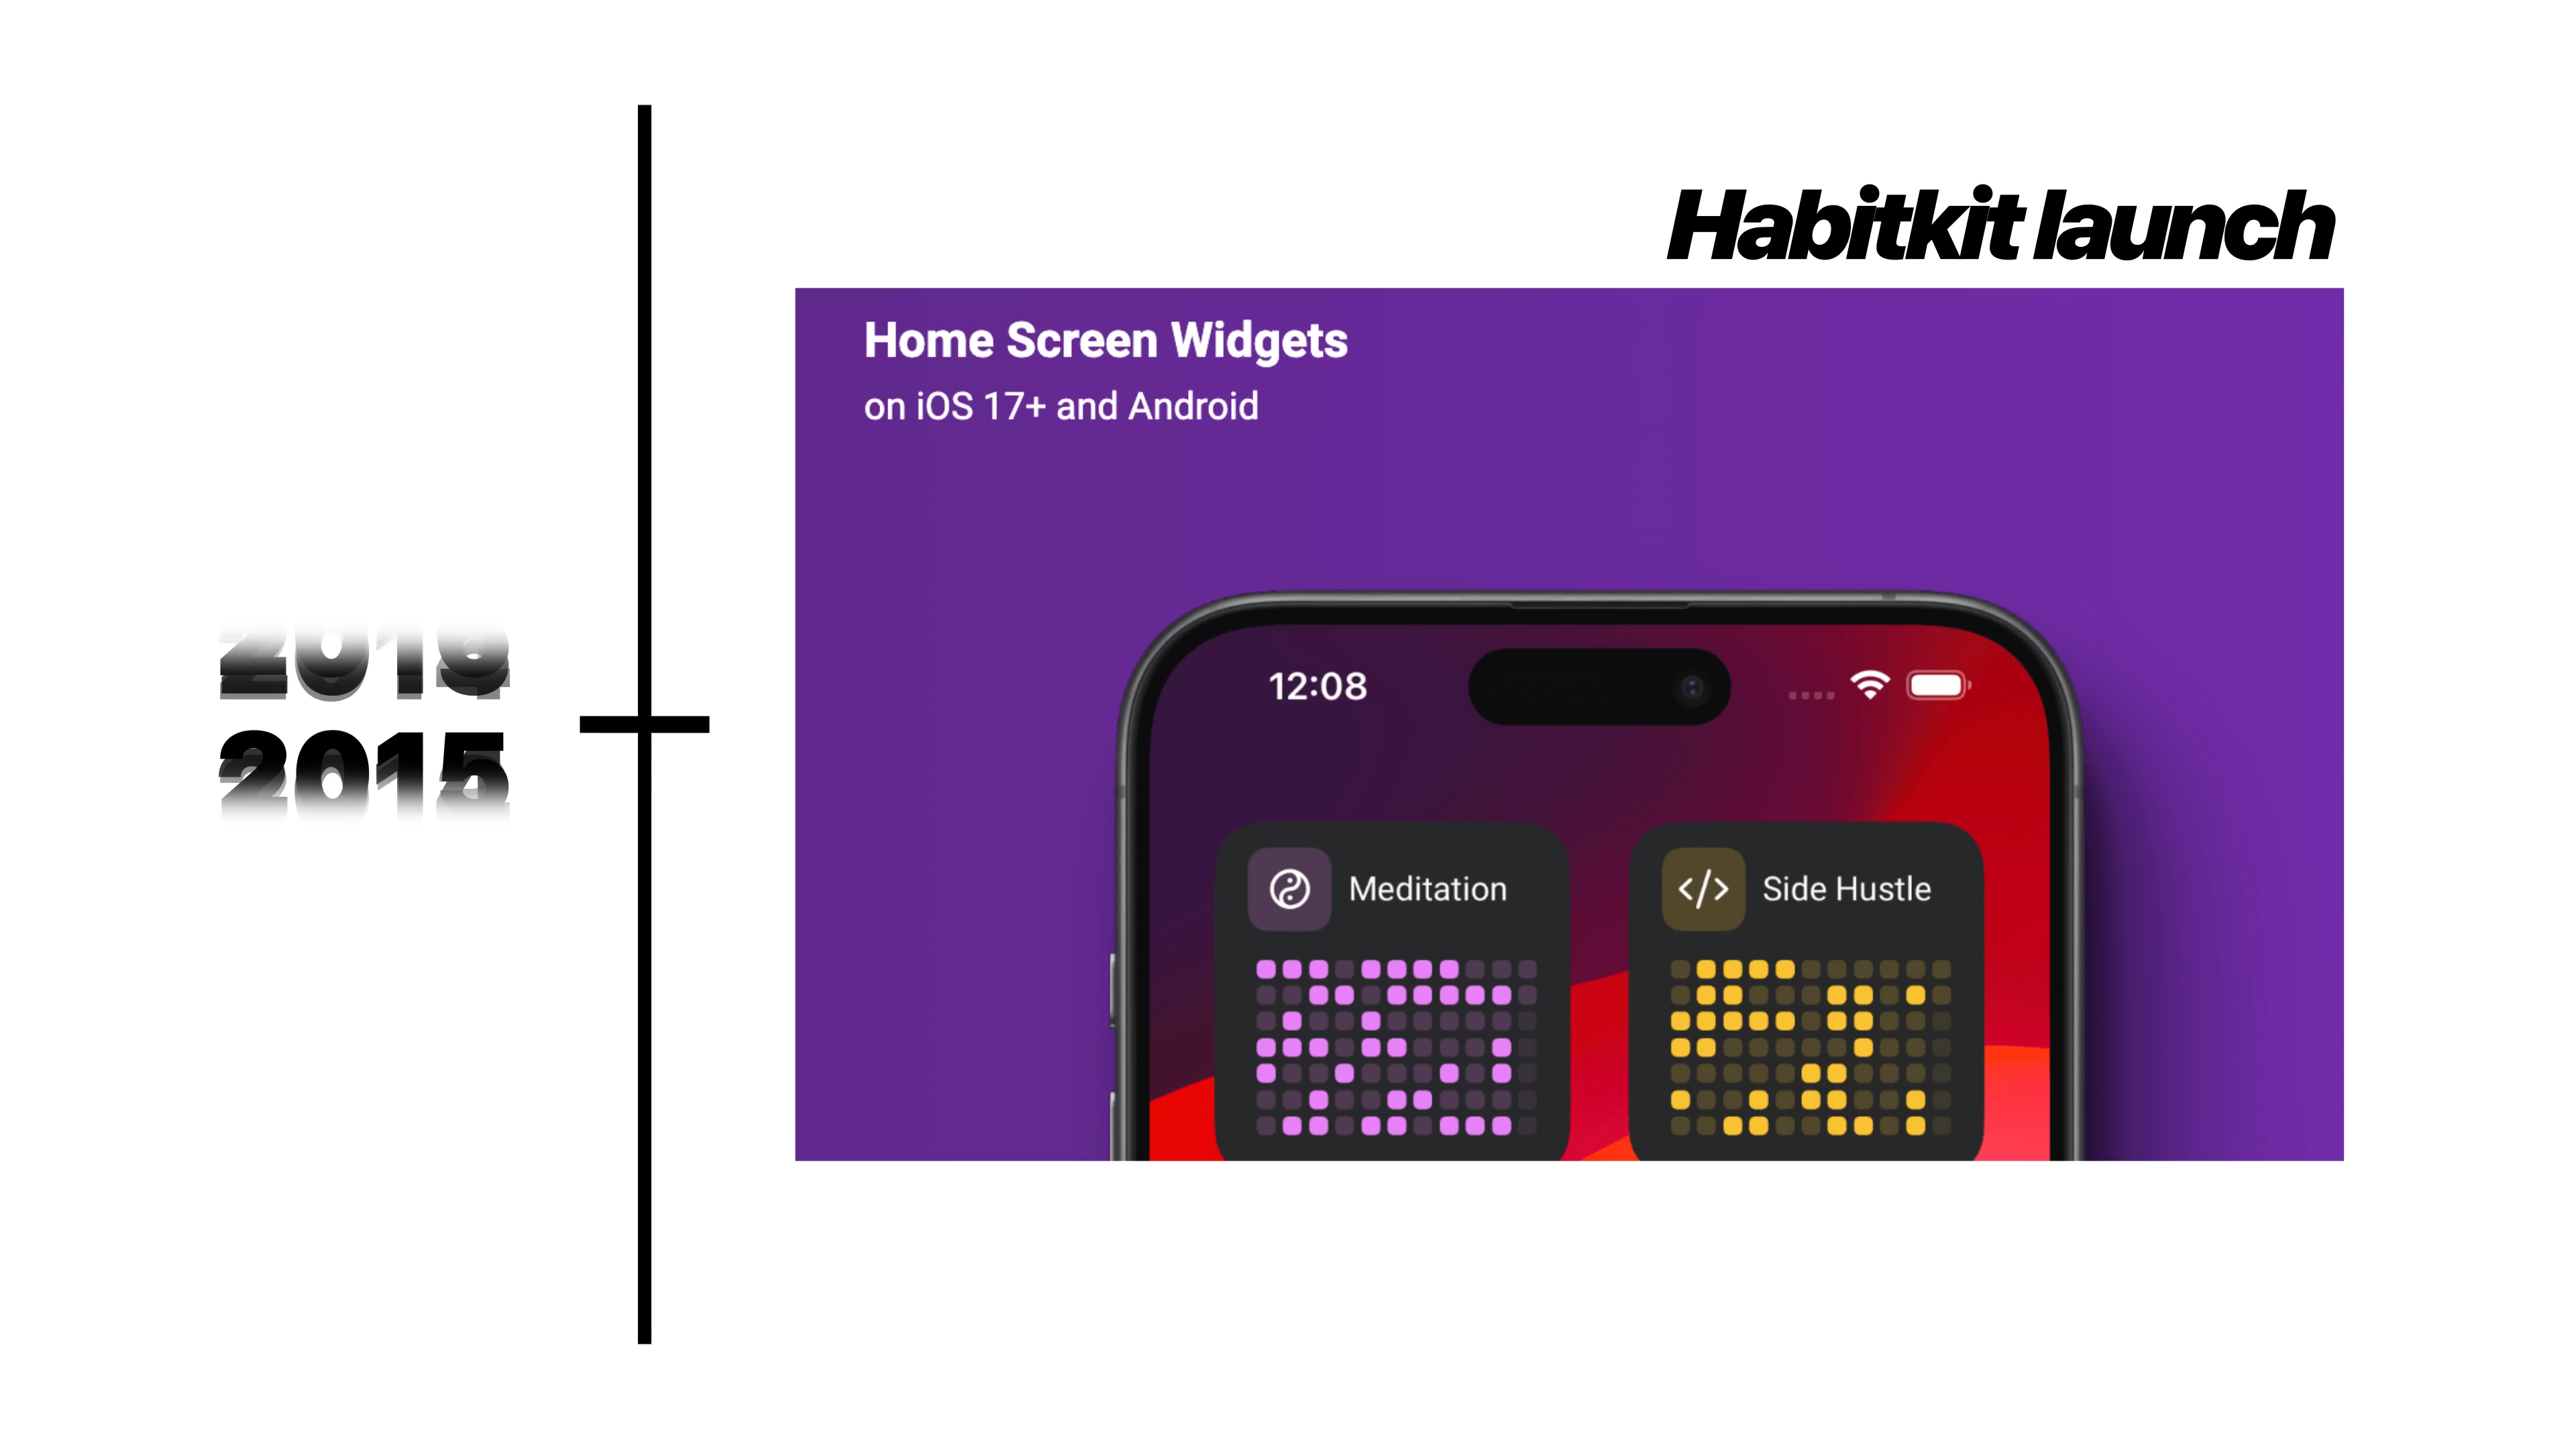 Habitkit launch
Home Screen Widgets
on iOS 17+ and Android
2015
12:08
Meditation
</> Side Hustle